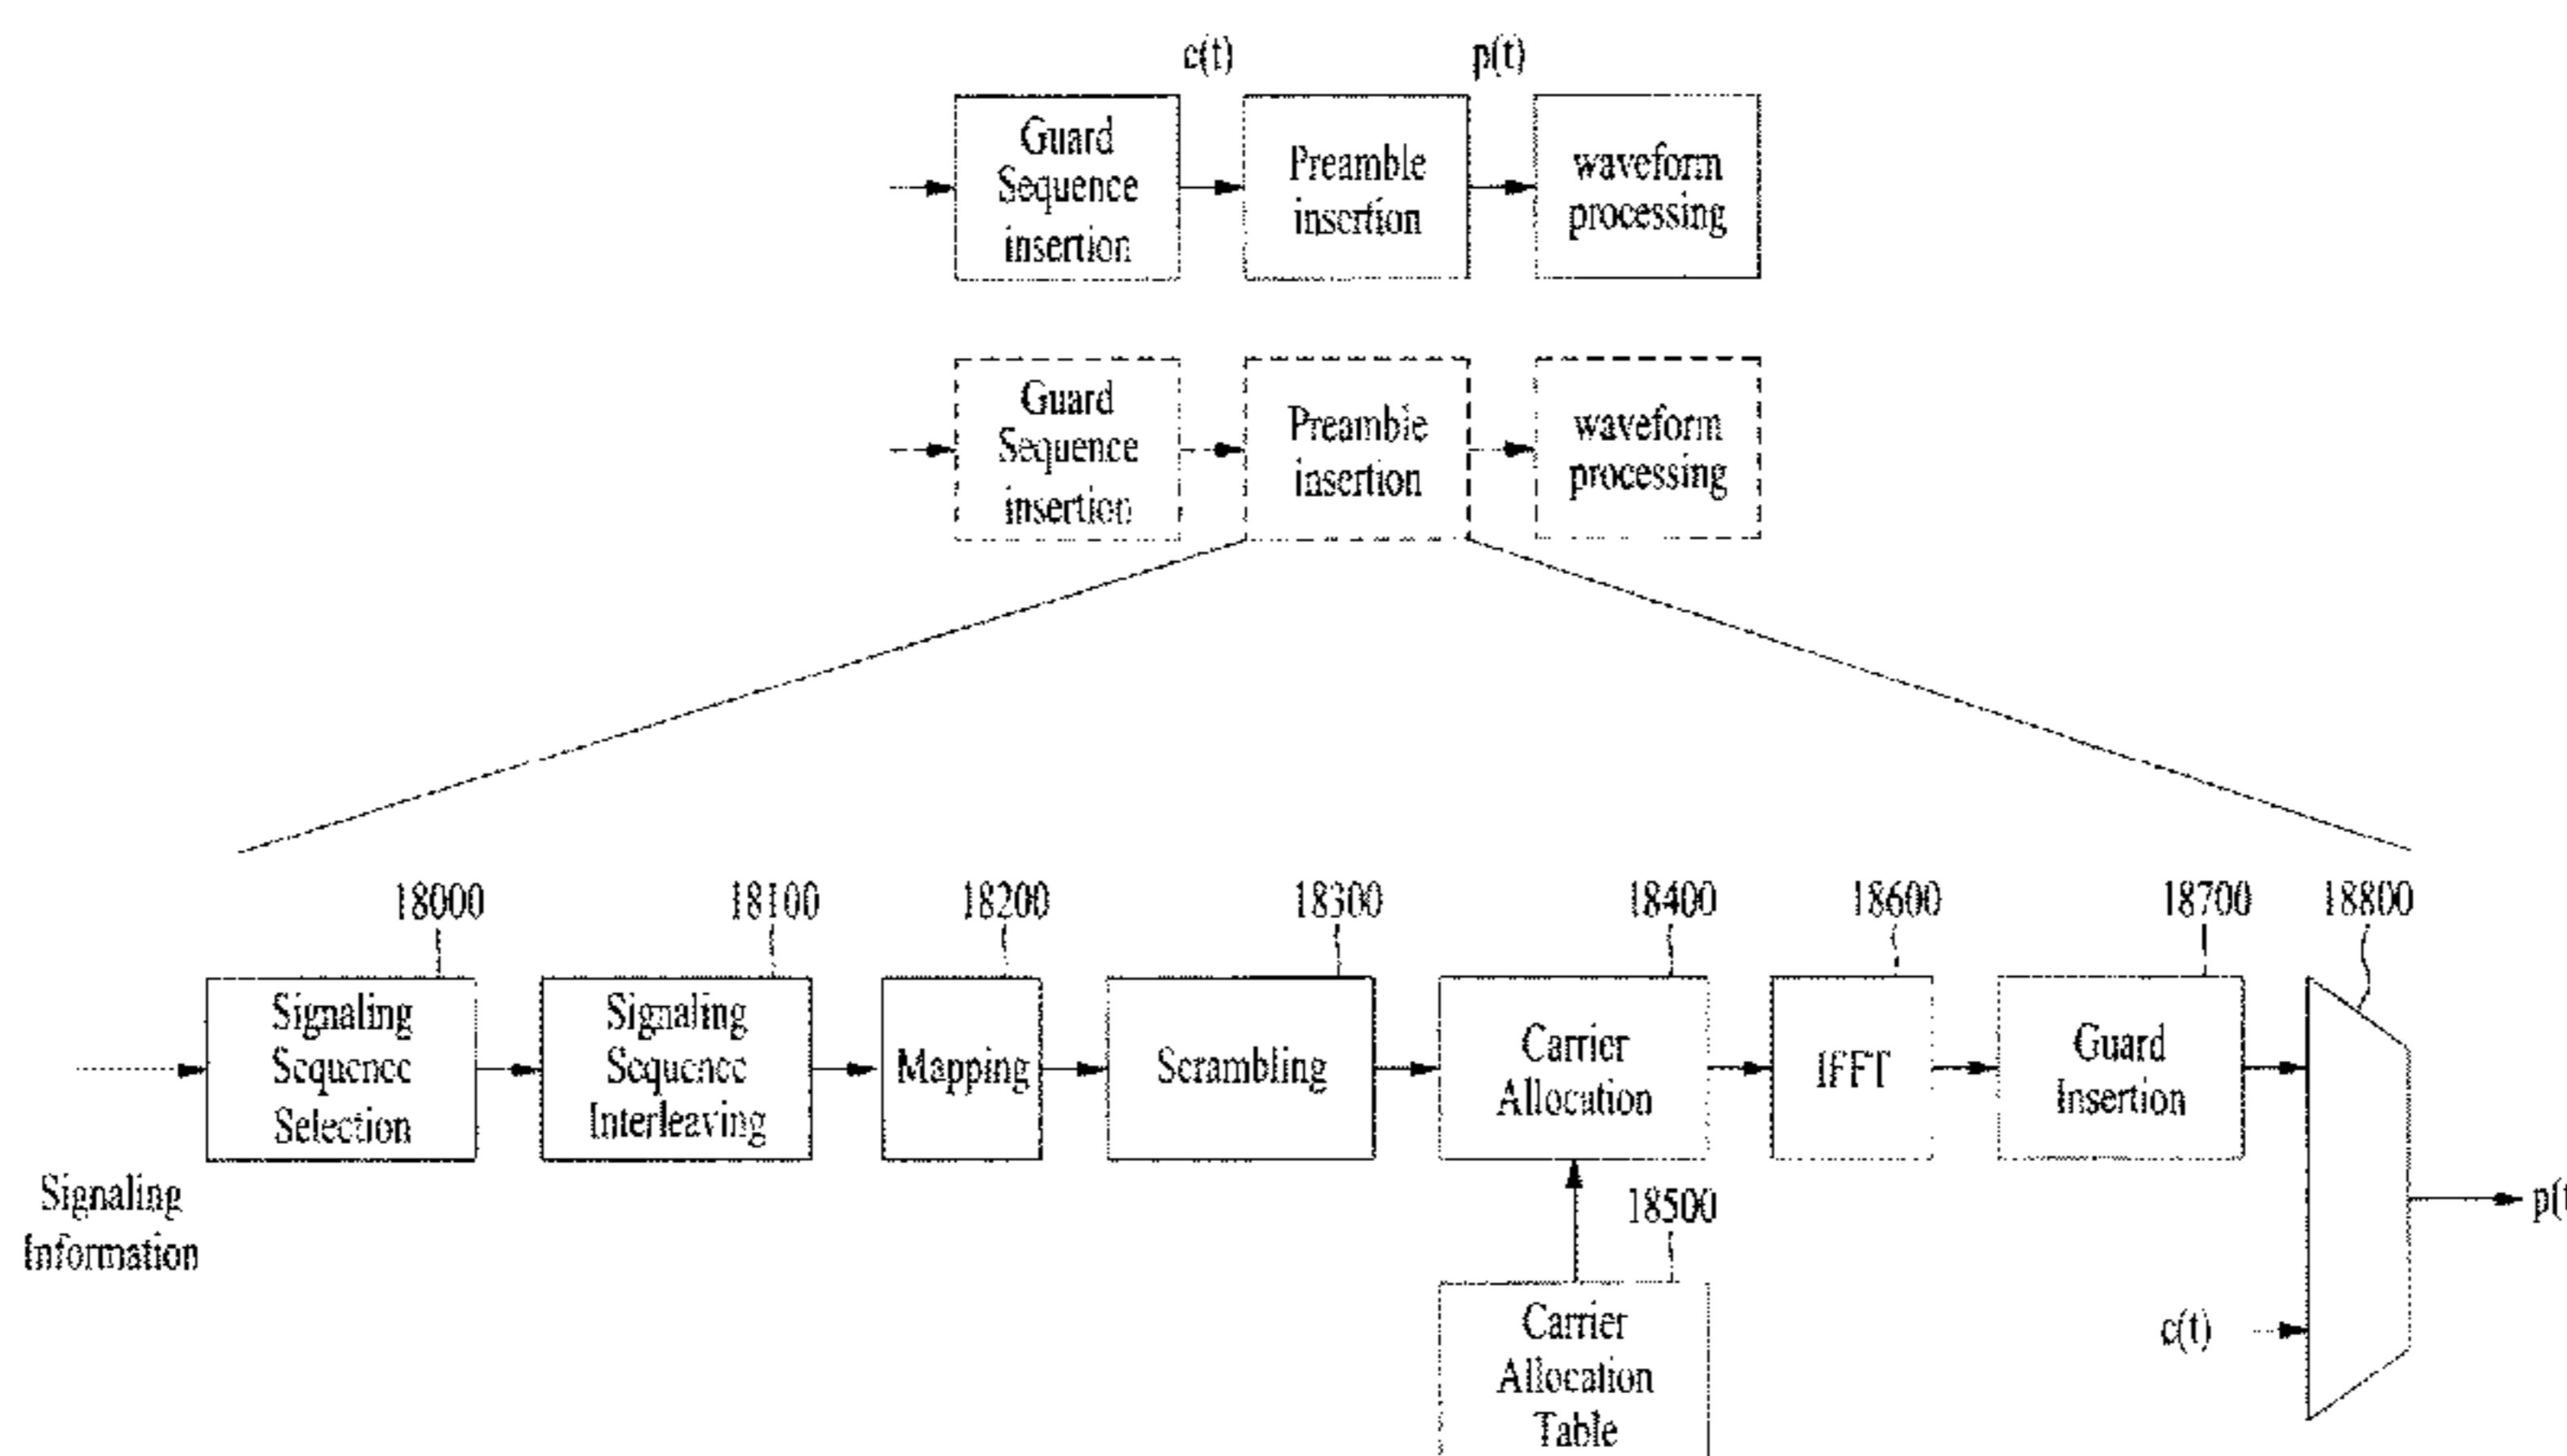 c(t)
p(t)
Guard
Sequence
insertion
Preamble
insertion
waveform
processing
Guard
Sequence
insertion
Preamble
insertion
waveform
processing
18000
18100
18200
18300
18400
18600
18700
18800
Signaling
Sequence
Selection
Signaling
Sequence
Interleaving
Mapping
Scrambling
Carrier
Allocation
IFFT
Guard
Insertion
Signaling
Information
18500
p(t
Carrier
Allocation
Table
c(t)